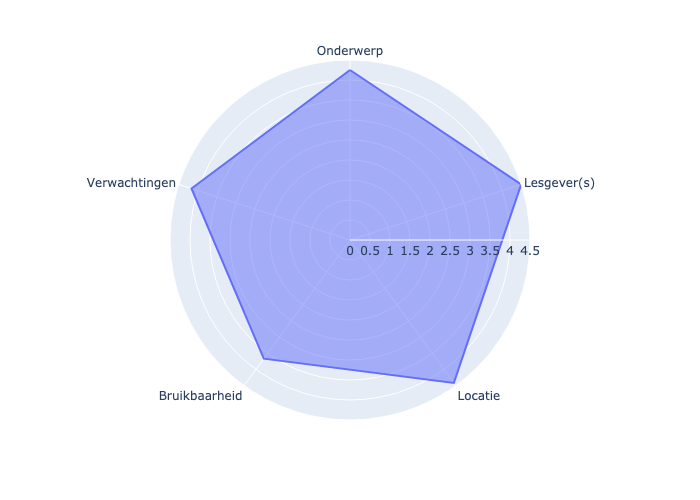 Onderwerp
Verwachtingen
Lesgever(s)
0 0.5 1 1.5 2 2.5 3 3.5 4 4.5
Bruikbaarheid
Locatie